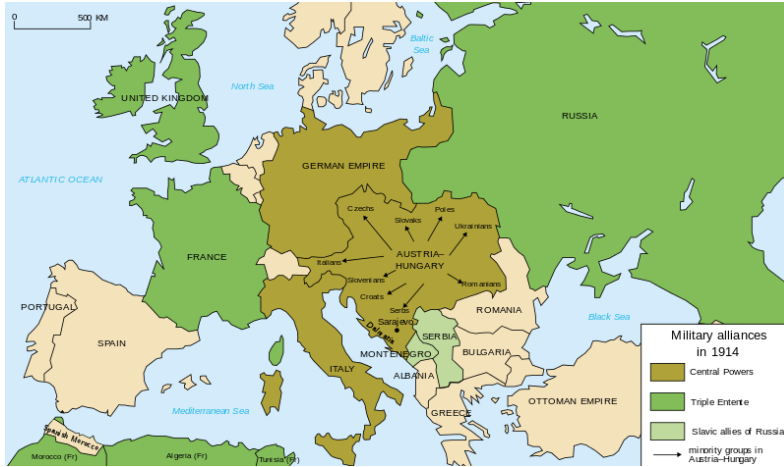 0 500 KM
Baltic
Sea
North Sea
UNITED KINGDOM
RUSSIA
GERMAN EMPIRE
ATLANTIC OCEAN
Czechs
Slovaks
Poles
Ukrainians
FRANCE
Italians
AUSTRIA–
HUNGARY
Slovenians
Romanians
Croats
Serbs
PORTUGAL
ROMANIA
Sarajevo
Dalmatia
Black Sea
SPAIN
SERBIA
MONTENEGRO
BULGARIA
ITALY
ALBANIA
OTTOMAN EMPIRE
Mediterranean Sea
GREECE
Spanish Morocco
Morocco (Fr)
Algeria (Fr)
Tunisia (Fr)
Military alliances
in 1914
Central Powers
Triple Entente
Slavic allies of Russia
minority groups in
Austria–Hungary